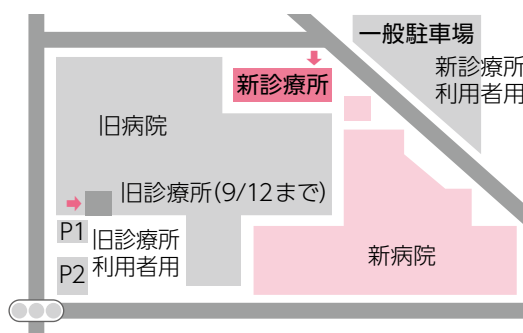 一般駐車場
新診療所
利用者用
新診療所
旧病院
旧診療所(9/12まで)
P1
旧診療所
利用者用
P2
新病院